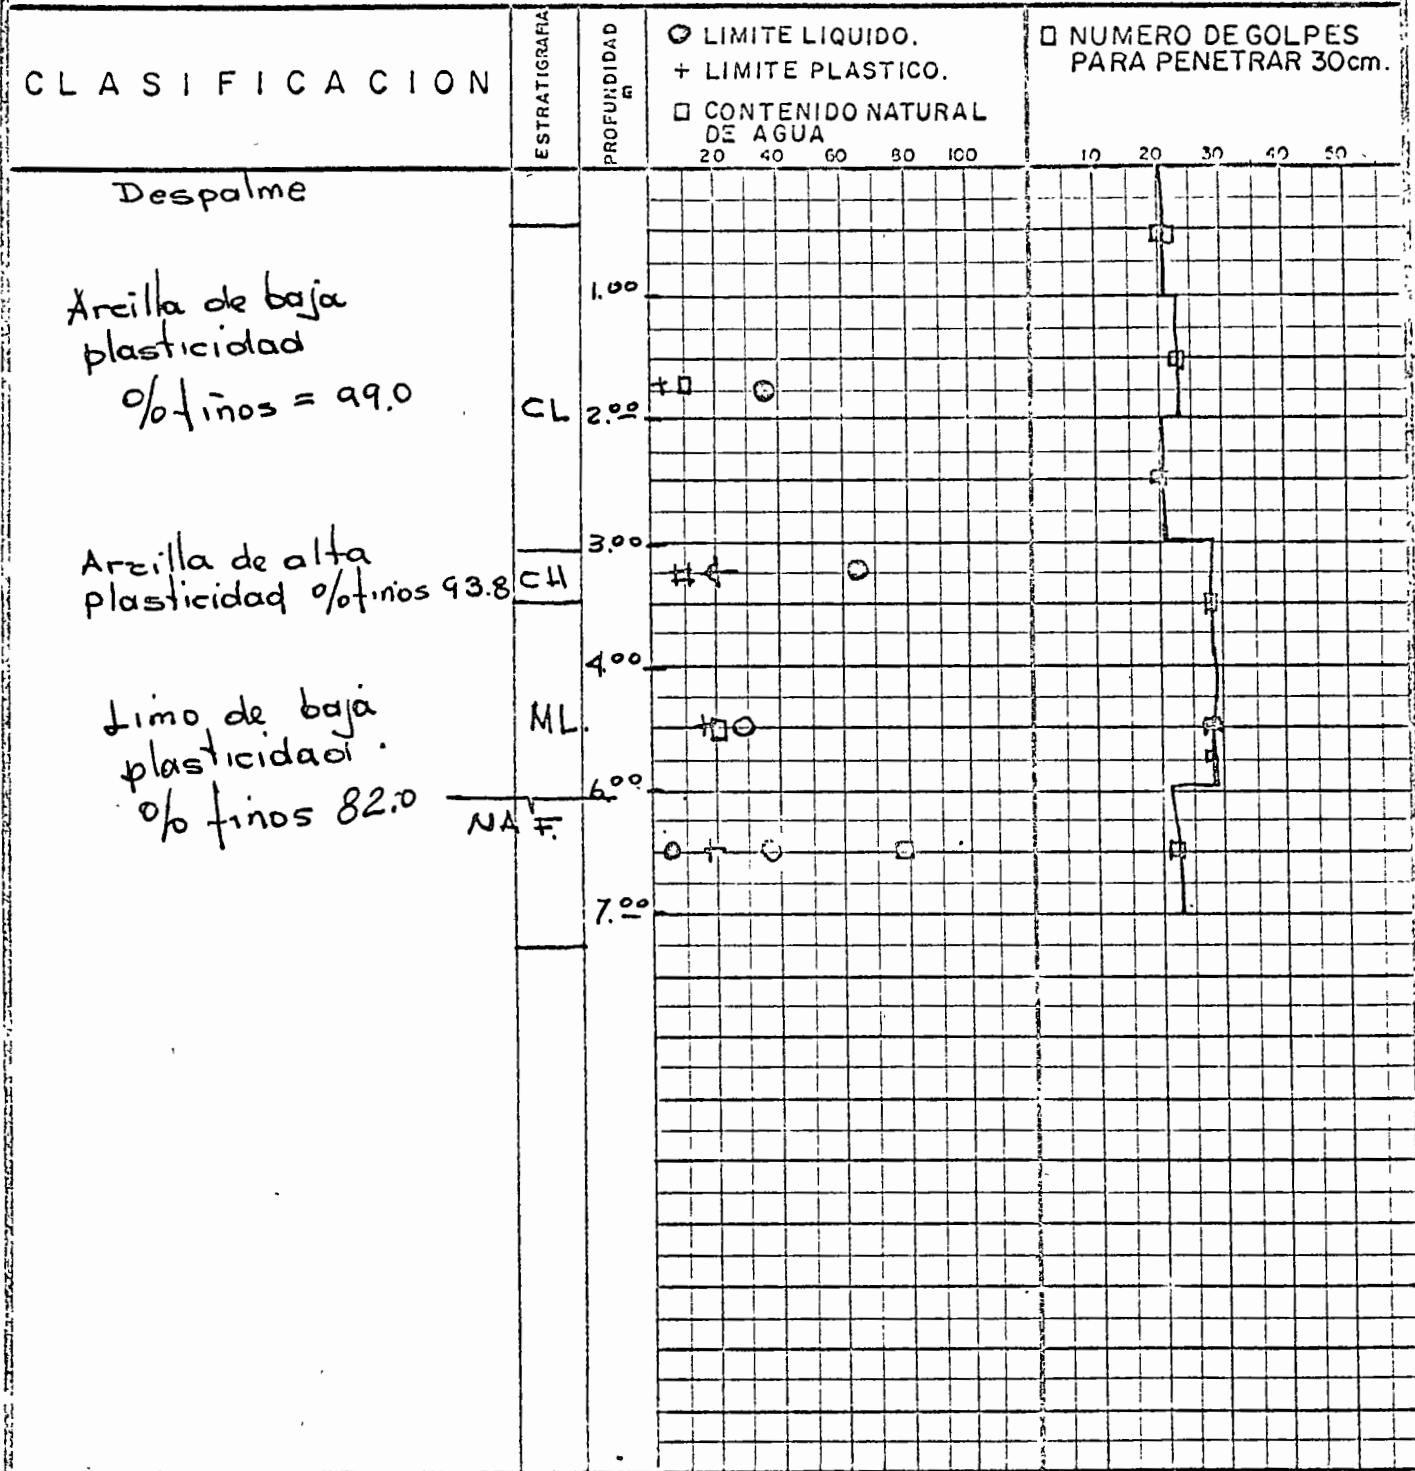 CLASIFICACION
ESTRATIGRAFIA
PROFUNDIDAD
m
LIMITE LIQUIDO.
+ LIMITE PLASTICO.
CONTENIDO NATURAL
DE AGUA
20 40 60 80 100
NUMERO DE GOLPES
PARA PENETRAR 30cm.
10 20 30 40 50
Despalme
Arcilla de baja
plasticidad
% finos = 99.0
CL
Arcilla de alta
plasticidad % finos 93.8
CH
Limo de baja
plasticidad.
% finos 82.0
ML.
NAF.
1.00
2.00
3.00
4.00
6.00
7.00